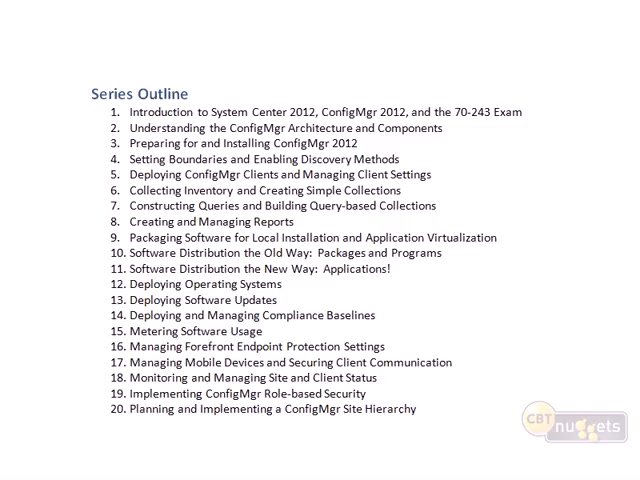 Series Outline
1. Introduction to System Center 2012, ConfigMgr 2012, and the 70-243 Exam
2. Understanding the ConfigMgr Architecture and Components
3. Preparing for and Installing ConfigMgr 2012
4. Setting Boundaries and Enabling Discovery Methods
5. Deploying ConfigMgr Clients and Managing Client Settings
6. Collecting Inventory and Creating Simple Collections
7. Constructing Queries and Building Query-based Collections
8. Creating and Managing Reports
9. Packaging Software for Local Installation and Application Virtualization
10. Software Distribution the Old Way: Packages and Programs
11. Software Distribution the New Way: Applications!
12. Deploying Operating Systems
13. Deploying Software Updates
14. Deploying and Managing Compliance Baselines
15. Metering Software Usage
16. Managing Forefront Endpoint Protection Settings
17. Managing Mobile Devices and Securing Client Communication
18. Monitoring and Managing Site and Client Status
19. Implementing ConfigMgr Role-based Security
20. Planning and Implementing a ConfigMgr Site Hierarchy
CBT nuggets